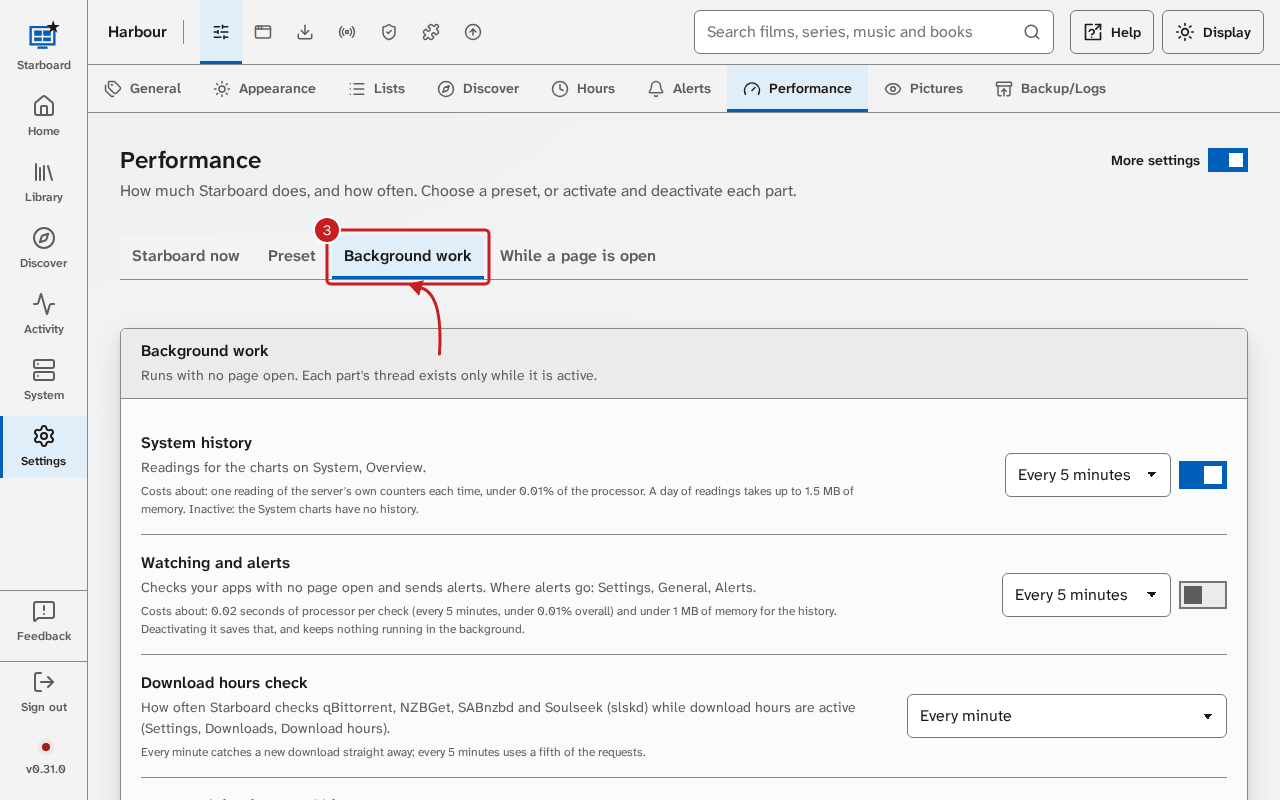 Starboard
Home
Library
Discover
Activity
System
Settings
Feedback
Sign out
v0.31.0
Harbour
Search films, series, music and books
Help
Display
General
Appearance
Lists
Discover
Hours
Alerts
Performance
Pictures
Backup/Logs
Performance
More settings
How much Starboard does, and how often. Choose a preset, or activate and deactivate each part.
3
Starboard now
Preset
Background work
While a page is open
Background work
Runs with no page open. Each part's thread exists only while it is active.
System history
Readings for the charts on System, Overview.
Costs about: one reading of the server's own counters each time, under 0.01% of the processor. A day of readings takes up to 1.5 MB of
memory. Inactive: the System charts have no history.
Every 5 minutes
Watching and alerts
Checks your apps with no page open and sends alerts. Where alerts go: Settings, General, Alerts.
Costs about: 0.02 seconds of processor per check (every 5 minutes, under 0.01% overall) and under 1 MB of memory for the history.
Deactivating it saves that, and keeps nothing running in the background.
Every 5 minutes
Download hours check
How often Starboard checks qBittorrent, NZBGet, SABnzbd and Soulseek (slskd) while download hours are active
(Settings, Downloads, Download hours).
Every minute catches a new download straight away; every 5 minutes uses a fifth of the requests.
Every minute